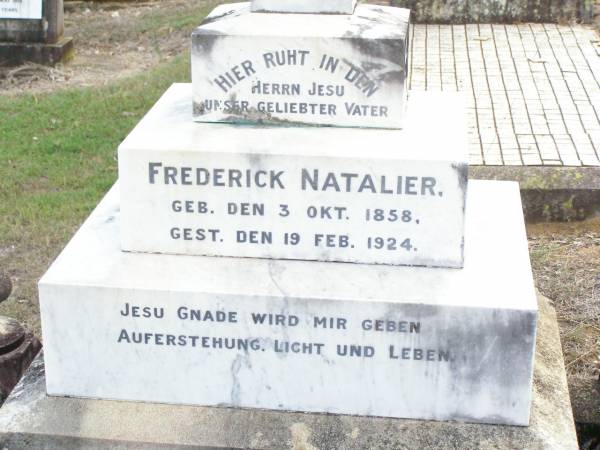 HIER RUHT IN DEN
HERRN JESU
UNSER GELIEBTER VATER
FREDERICK NATALIER,
GEB. DEN 3 OKT. 1858,
GEST. DEN 19 FEB. 1924.
JESU GNADE WIRD MIR GEBEN
AUFERSTEHUNG, LICHT UND LEBEN.